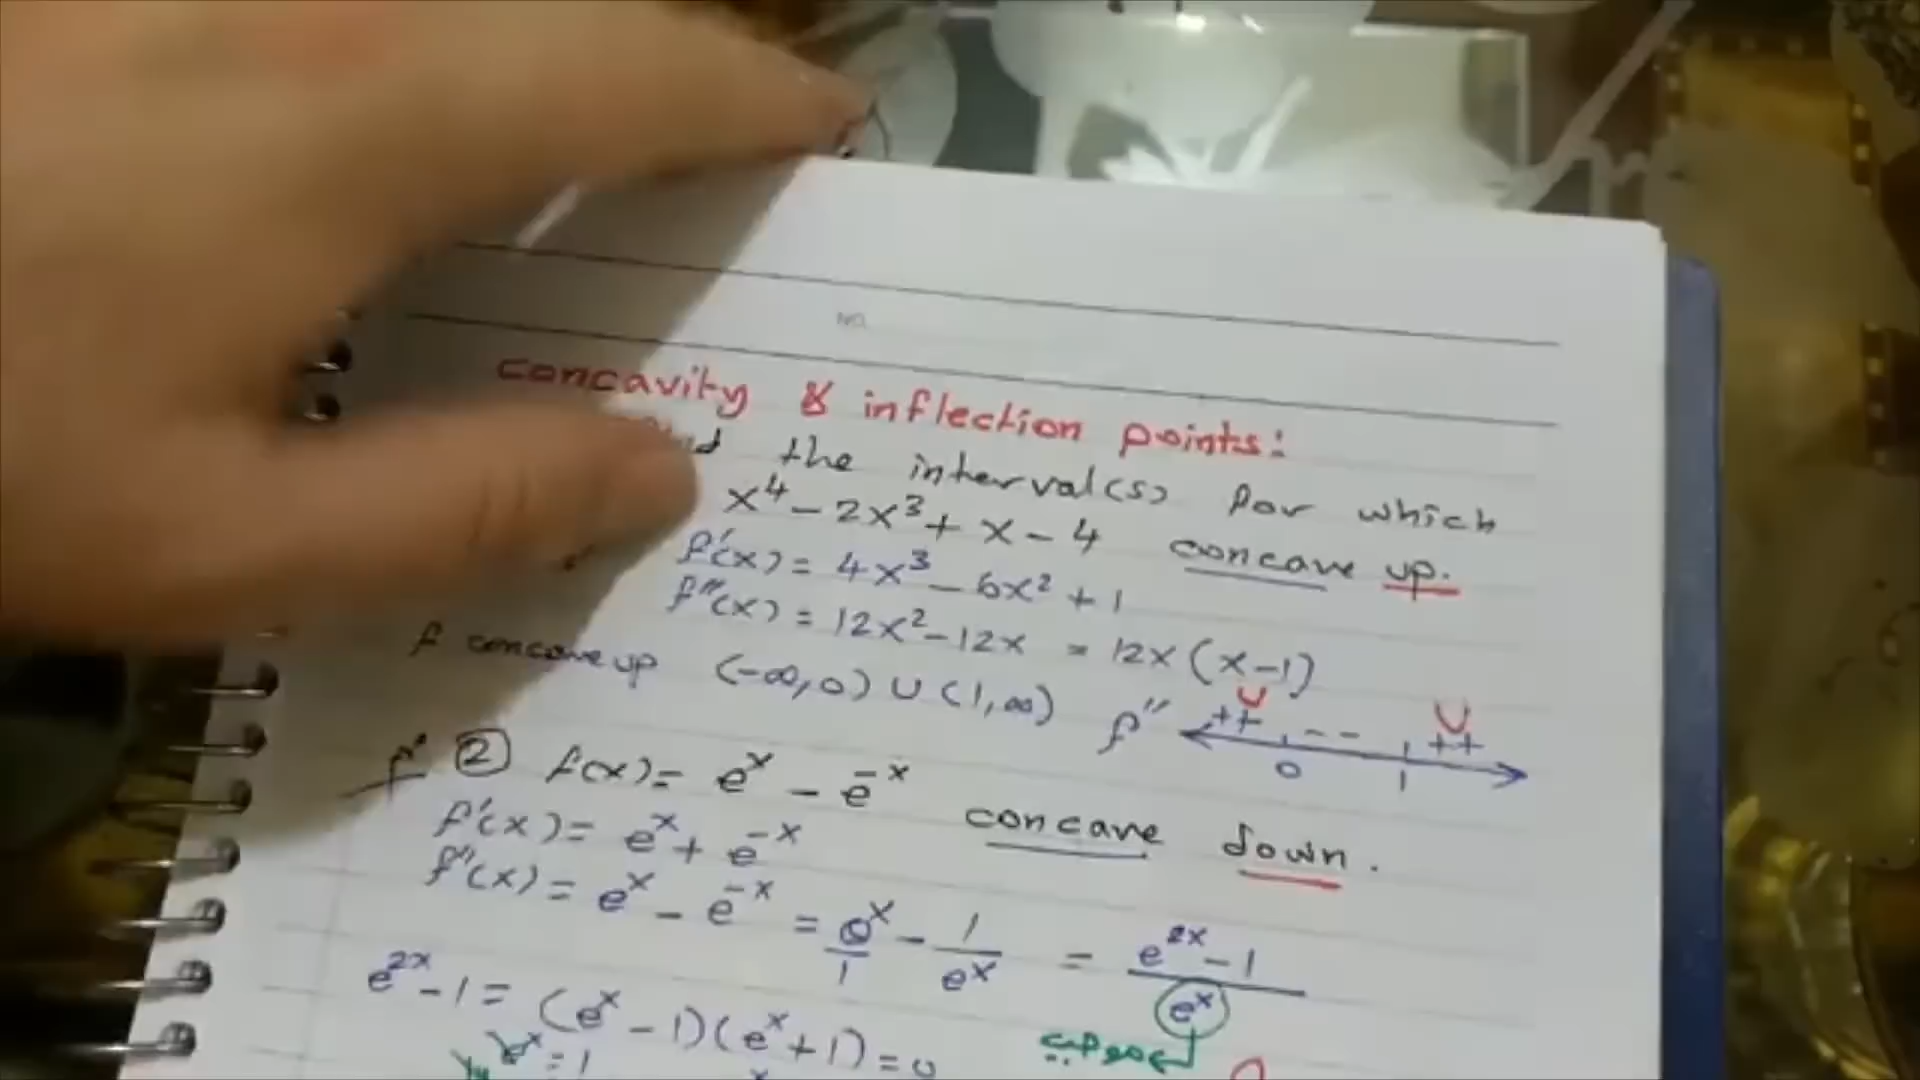 No.
concavity & inflection points:
the interval(s) for which
x⁴ - 2x³ + x - 4 concave up.
f'(x) = 4x³ - 6x² + 1
f''(x) = 12x² - 12x = 12x (x-1)
f concave up (-∞,0) ∪ (1,∞) f'' ++ -- ++
0 1
② f(x) = eˣ - e⁻ˣ concave down.
f'(x) = eˣ + e⁻ˣ
f''(x) = eˣ - e⁻ˣ = eˣ/1 - 1/eˣ = e²ˣ - 1/eˣ
e²ˣ - 1 = (eˣ - 1)(eˣ + 1) = 0
eˣ = 1